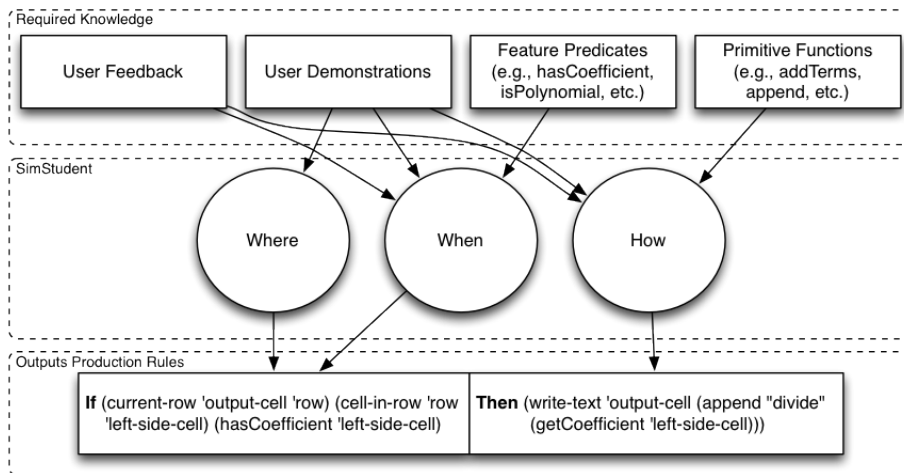 Required Knowledge
User Feedback
User Demonstrations
Feature Predicates
(e.g., hasCoefficient,
isPolynomial, etc.)
Primitive Functions
(e.g., addTerms,
append, etc.)
SimStudent
Where
When
How
Outputs Production Rules
If (current-row 'output-cell 'row) (cell-in-row 'row
'left-side-cell) (hasCoefficient 'left-side-cell)
Then (write-text 'output-cell (append "divide"
(getCoefficient 'left-side-cell)))